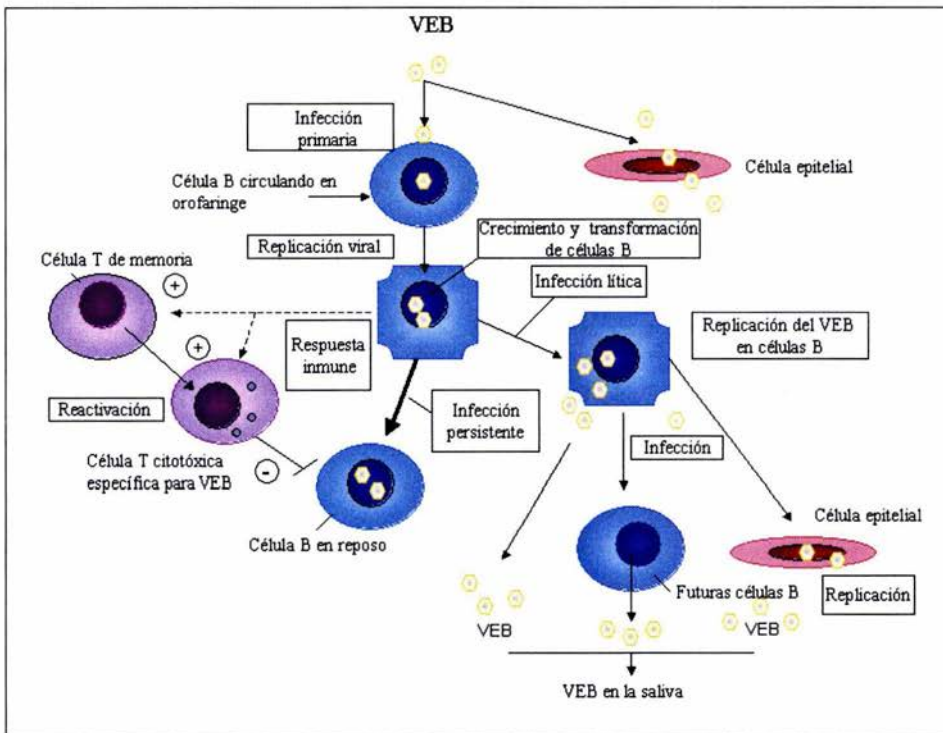 VEB
Infección
primaria
Célula B circulando en
orofaringe
Célula epitelial
Replicación viral
Crecimiento y transformación
de células B
Célula T de memoria
+
Infección lítica
Replicación del VEB
en células B
+
Respuesta
inmune
Reactivación
Infección
persistente
Infección
Célula T citotóxica
específica para VEB
-
Célula B en reposo
Célula epitelial
Futuras células B
Replicación
VEB
VEB
VEB en la saliva